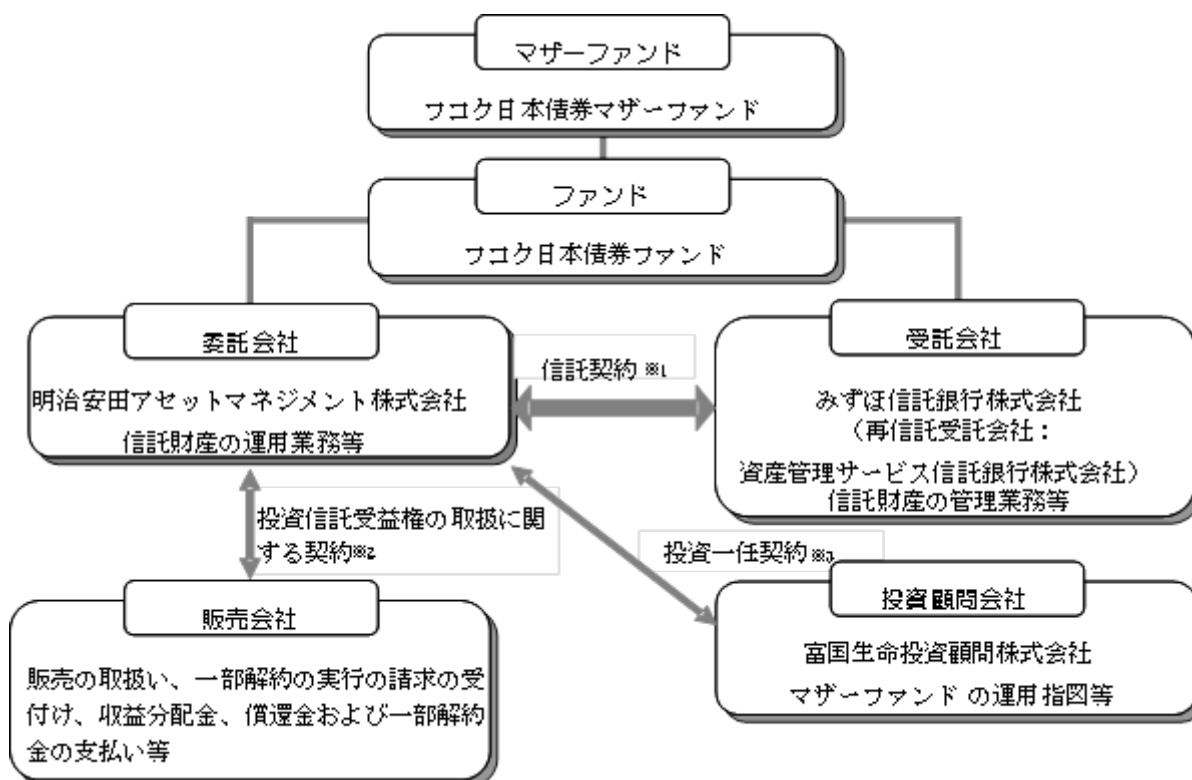 マザーファンド
フコク日本債券マザーファンド
ファンド
フコク日本債券ファンド
委託会社
明治安田アセットマネジメント株式会社
信託財産の運用業務等
信託契約 ※1
受託会社
みずほ信託銀行株式会社
(再信託受託会社:
資産管理サービス信託銀行株式会社)
信託財産の管理業務等
投資信託受益権の取扱に関
する契約※2
投資一任契約 ※3
販売会社
販売の取扱い、一部解約の実行の請求の受
付け、収益分配金、償還金および一部解約
金の支払い等
投資顧問会社
富国生命投資顧問株式会社
マザーファンド の運用指図等